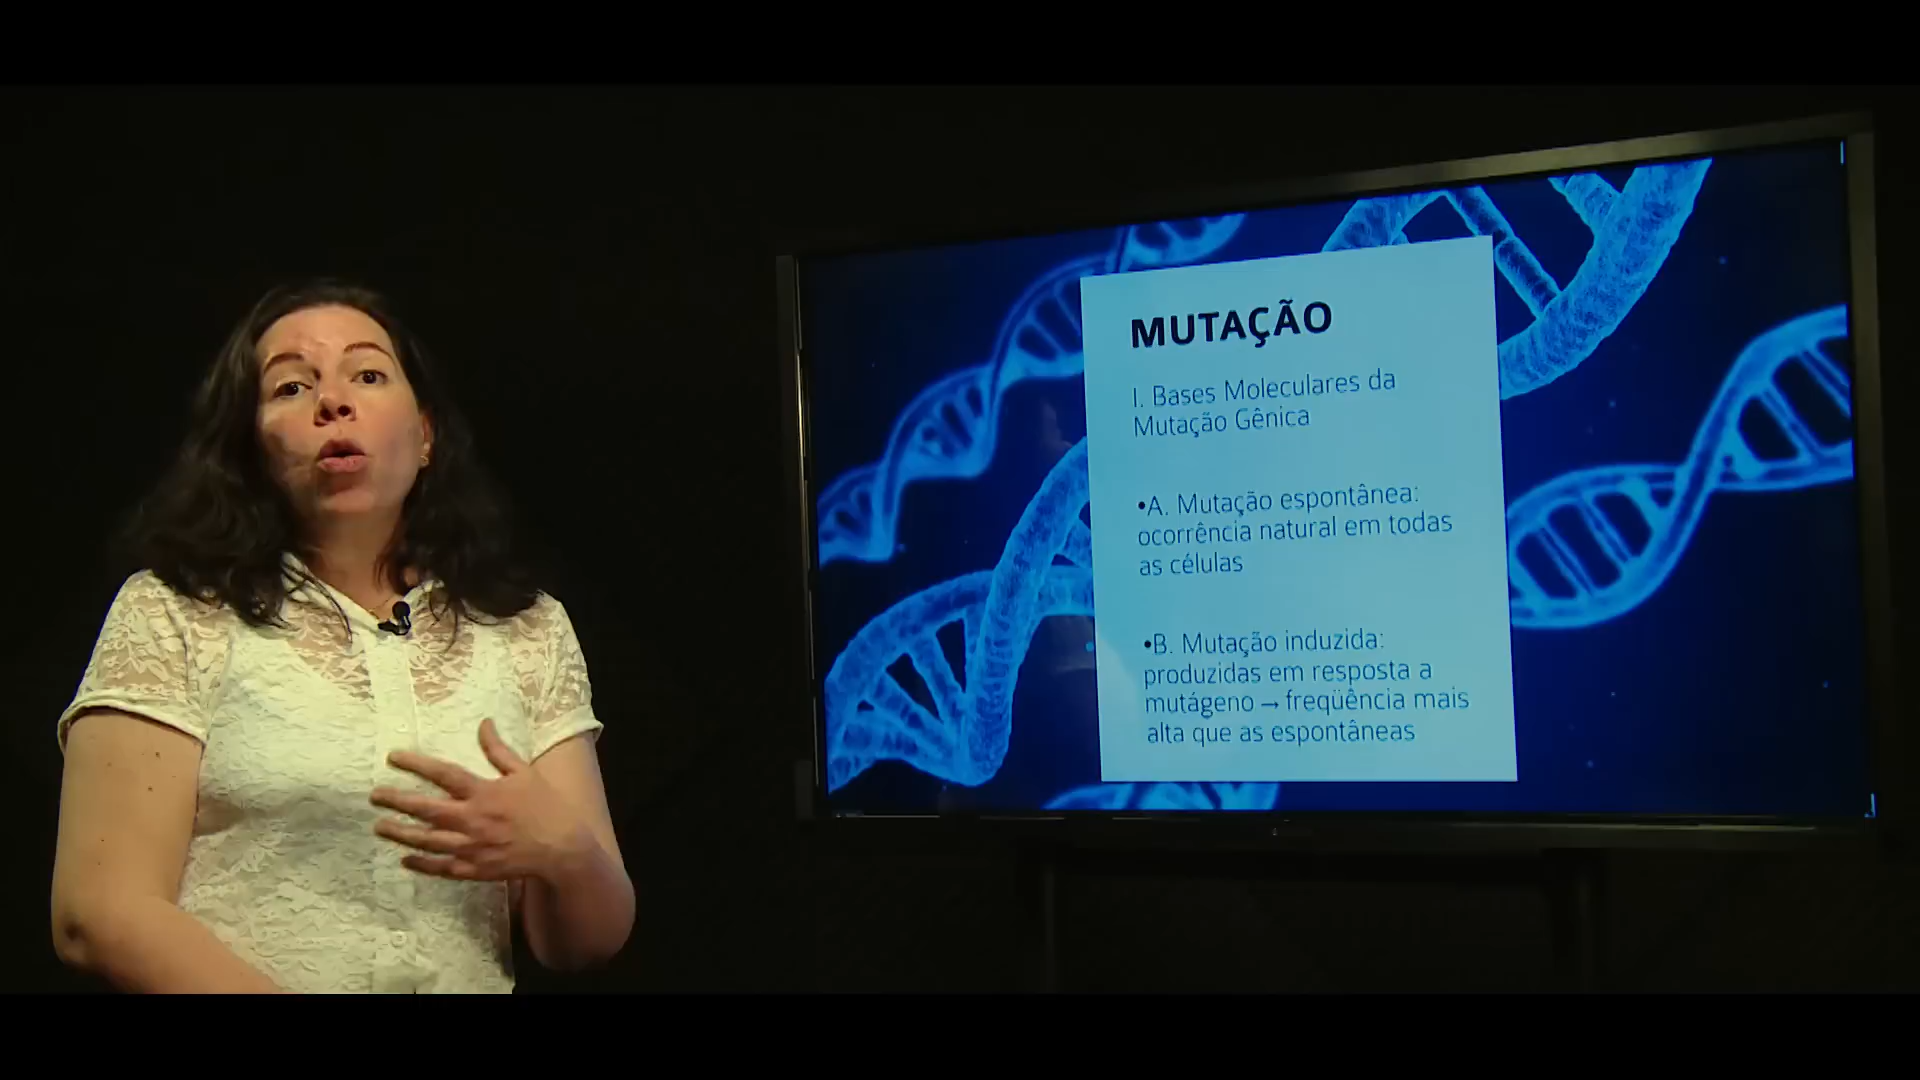 MUTAÇÃO
I. Bases Moleculares da
Mutação Gênica
•A. Mutação espontânea:
ocorrência natural em todas
as células
•B. Mutação induzida:
produzidas em resposta a
mutágeno → freqüência mais
alta que as espontâneas